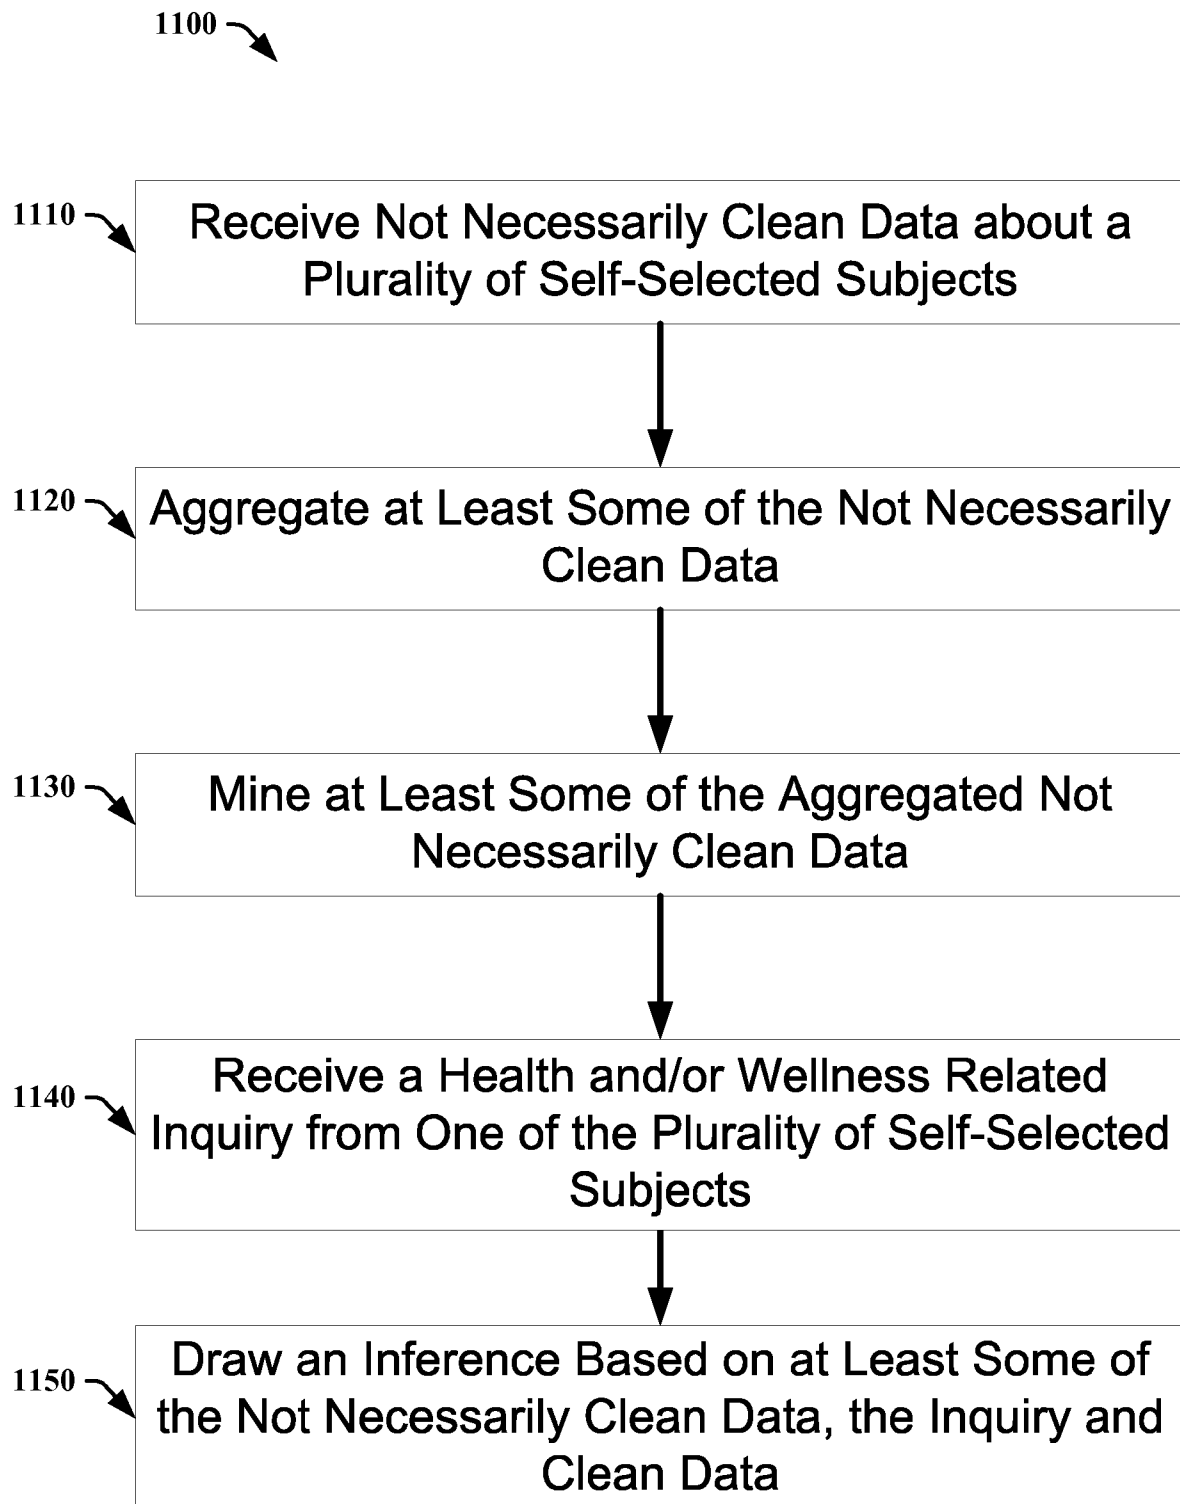 1100
1110
Receive Not Necessarily Clean Data about a
Plurality of Self-Selected Subjects
1120
Aggregate at Least Some of the Not Necessarily
Clean Data
1130
Mine at Least Some of the Aggregated Not
Necessarily Clean Data
1140
Receive a Health and/or Wellness Related
Inquiry from One of the Plurality of Self-Selected
Subjects
1150
Draw an Inference Based on at Least Some of
the Not Necessarily Clean Data, the Inquiry and
Clean Data